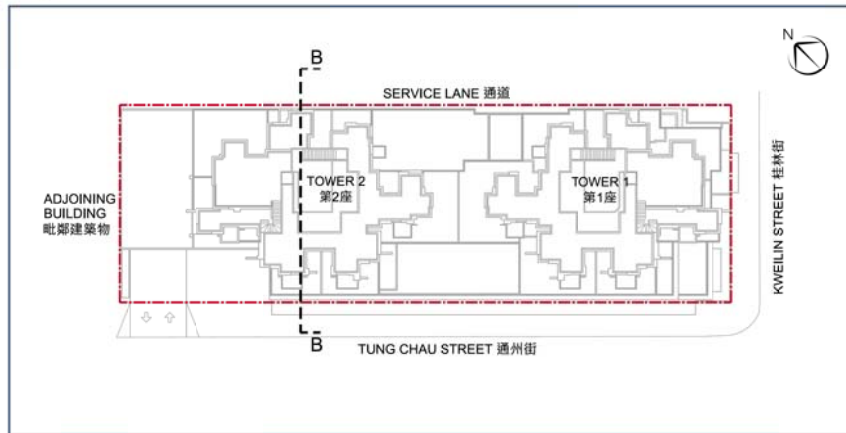 B
N
SERVICE LANE 通道
TOWER 2
第2座
TOWER 1
第1座
ADJOINING
BUILDING
毗鄰建築物
KWEILIN STREET 桂林街
B
TUNG CHAU STREET 通州街